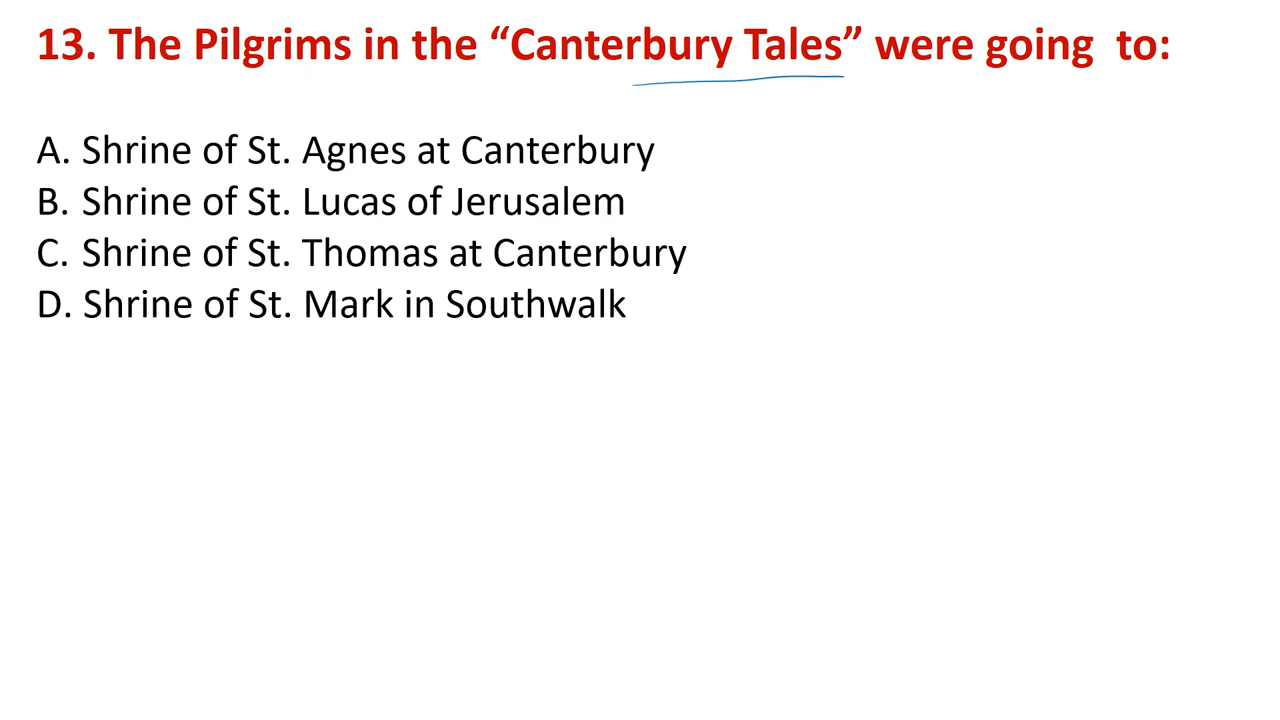 13. The Pilgrims in the “Canterbury Tales” were going  to:
A. Shrine of St. Agnes at Canterbury
B. Shrine of St. Lucas of Jerusalem
C. Shrine of St. Thomas at Canterbury
D. Shrine of St. Mark in Southwalk